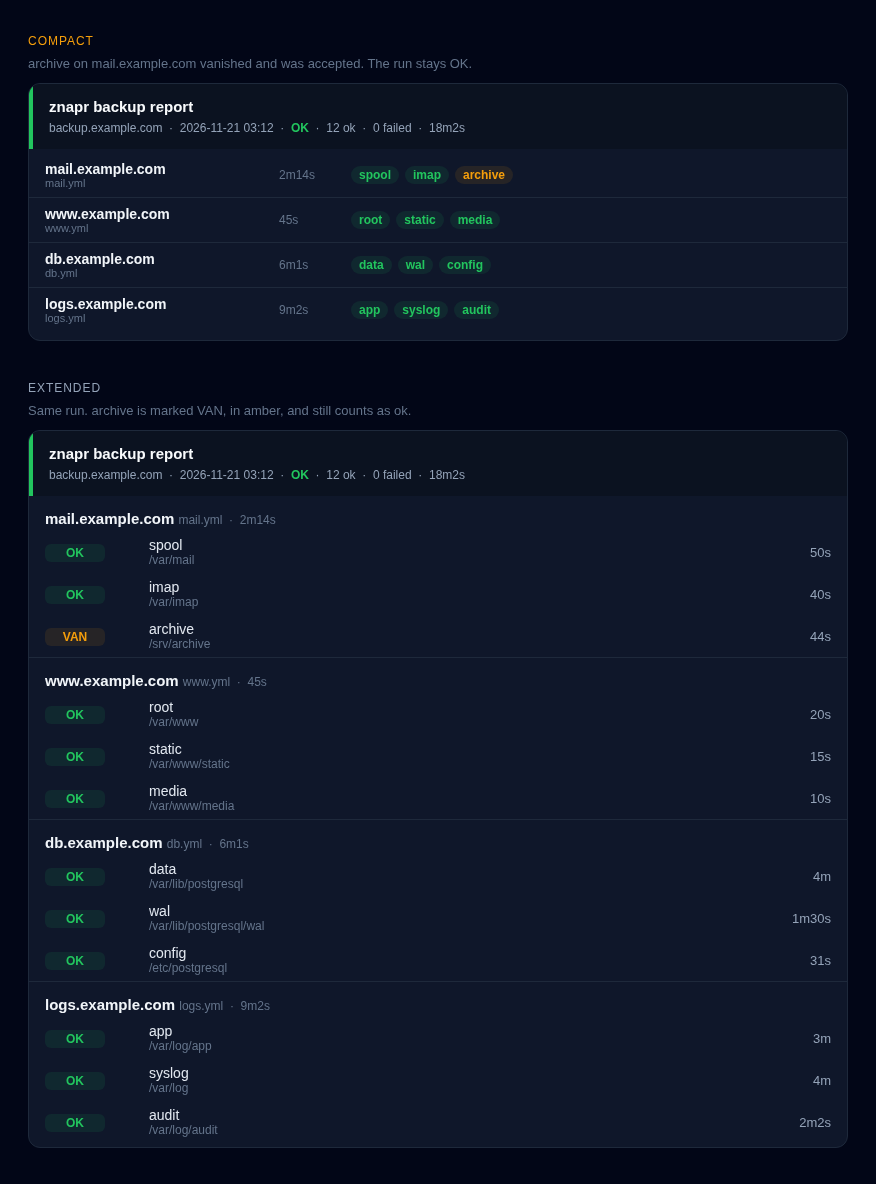 COMPACT
archive on mail.example.com vanished and was accepted. The run stays OK.
znapr backup report
backup.example.com · 2026-11-21 03:12 · OK · 12 ok · 0 failed · 18m2s
mail.example.com 2m14s spool imap archive
mail.yml
www.example.com 45s root static media
www.yml
db.example.com 6m1s data wal config
db.yml
logs.example.com 9m2s app syslog audit
logs.yml
EXTENDED
Same run. archive is marked VAN, in amber, and still counts as ok.
znapr backup report
backup.example.com · 2026-11-21 03:12 · OK · 12 ok · 0 failed · 18m2s
mail.example.com mail.yml · 2m14s
OK spool 50s
/var/mail
OK imap 40s
/var/imap
VAN archive 44s
/srv/archive
www.example.com www.yml · 45s
OK root 20s
/var/www
OK static 15s
/var/www/static
OK media 10s
/var/www/media
db.example.com db.yml · 6m1s
OK data 4m
/var/lib/postgresql
OK wal 1m30s
/var/lib/postgresql/wal
OK config 31s
/etc/postgresql
logs.example.com logs.yml · 9m2s
OK app 3m
/var/log/app
OK syslog 4m
/var/log
OK audit 2m2s
/var/log/audit